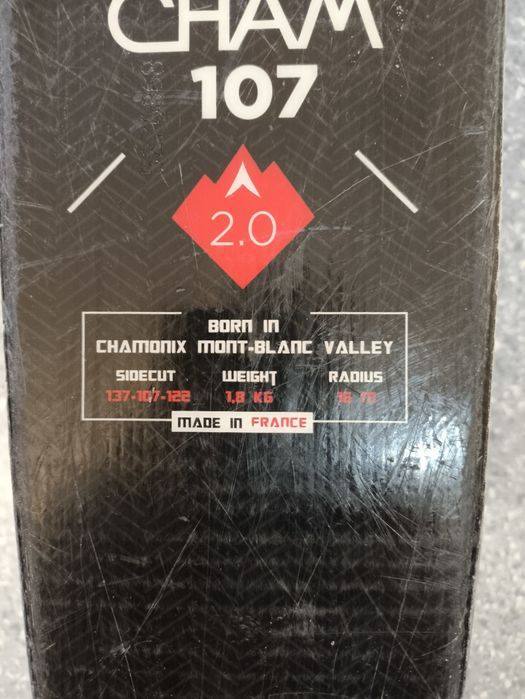 CHAM
107
2.0
BORN IN
CHAMONIX MONT-BLANC VALLEY
SIDECUT WEIGHT RADIUS
137-107-122 1,8 KG
MADE IN FRANCE